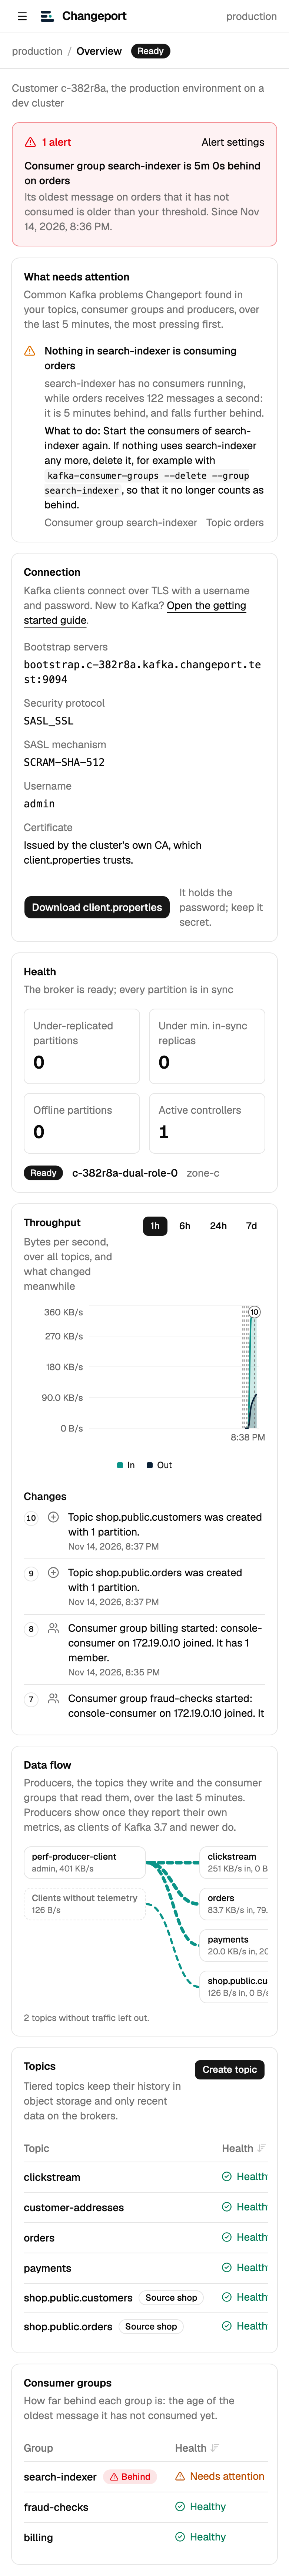 Changeport
production
production / Overview Ready
Customer c-382r8a, the production environment on a
dev cluster
1 alert Alert settings
Consumer group search-indexer is 5m 0s behind
on orders
Its oldest message on orders that it has not
consumed is older than your threshold. Since Nov
14, 2026, 8:36 PM.
What needs attention
Common Kafka problems Changeport found in
your topics, consumer groups and producers, over
the last 5 minutes, the most pressing first.
Nothing in search-indexer is consuming
orders
search-indexer has no consumers running,
while orders receives 122 messages a second:
it is 5 minutes behind, and falls further behind.
What to do: Start the consumers of search-
indexer again. If nothing uses search-indexer
any more, delete it, for example with
kafka-consumer-groups --delete --group
search-indexer, so that it no longer counts as
behind.
Consumer group search-indexer Topic orders
Connection
Kafka clients connect over TLS with a username
and password. New to Kafka? Open the getting
started guide.
Bootstrap servers
bootstrap.c-382r8a.kafka.changeport.te
st:9094
Security protocol
SASL_SSL
SASL mechanism
SCRAM-SHA-512
Username
admin
Certificate
Issued by the cluster's own CA, which
client.properties trusts.
Download client.properties
It holds the
password; keep it
secret.
Health
The broker is ready; every partition is in sync
Under-replicated
partitions
0
Under min. in-sync
replicas
0
Offline partitions
0
Active controllers
1
Ready c-382r8a-dual-role-0 zone-c
Throughput
1h 6h 24h 7d
Bytes per second,
over all topics, and
what changed
meanwhile
360 KB/s
10
270 KB/s
180 KB/s
90.0 KB/s
0 B/s
8:38 PM
In Out
Changes
10 Topic shop.public.customers was created
with 1 partition.
Nov 14, 2026, 8:37 PM
9 Topic shop.public.orders was created
with 1 partition.
Nov 14, 2026, 8:37 PM
8 Consumer group billing started: console-
consumer on 172.19.0.10 joined. It has 1
member.
Nov 14, 2026, 8:35 PM
7 Consumer group fraud-checks started:
console-consumer on 172.19.0.10 joined. It
Data flow
Producers, the topics they write and the consumer
groups that read them, over the last 5 minutes.
Producers show once they report their own
metrics, as clients of Kafka 3.7 and newer do.
perf-producer-client
admin, 401 KB/s
Clients without telemetry
126 B/s
clickstream
251 KB/s in, 0 B
orders
83.7 KB/s in, 79.
payments
20.0 KB/s in, 20
shop.public.cu
126 B/s in, 0 B/s
2 topics without traffic left out.
Topics
Create topic
Tiered topics keep their history in
object storage and only recent
data on the brokers.
Topic Health
clickstream Health
customer-addresses Health
orders Health
payments Health
shop.public.customers Source shop Health
shop.public.orders Source shop Health
Consumer groups
How far behind each group is: the age of the
oldest message it has not consumed yet.
Group Health
search-indexer Behind Needs attention
fraud-checks Healthy
billing Healthy